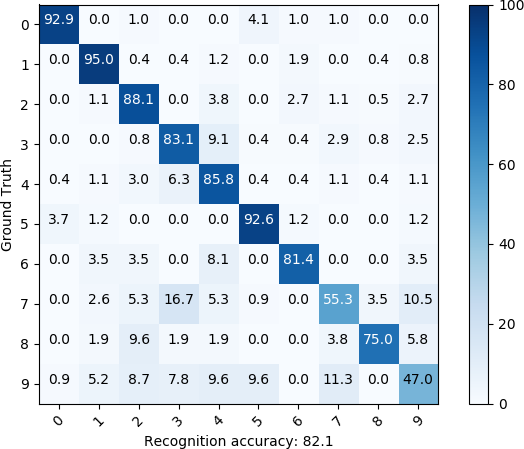 0 92.9 0.0 1.0 0.0 0.0 4.1 1.0 1.0 0.0 0.0
1 0.0 95.0 0.4 0.4 1.2 0.0 1.9 0.0 0.4 0.8
2 0.0 1.1 88.1 0.0 3.8 0.0 2.7 1.1 0.5 2.7
3 0.0 0.0 0.8 83.1 9.1 0.4 0.4 2.9 0.8 2.5
4 0.4 1.1 3.0 6.3 85.8 0.4 0.4 1.1 0.4 1.1
5 3.7 1.2 0.0 0.0 0.0 92.6 1.2 0.0 0.0 1.2
6 0.0 3.5 3.5 0.0 8.1 0.0 81.4 0.0 0.0 3.5
7 0.0 2.6 5.3 16.7 5.3 0.9 0.0 55.3 3.5 10.5
8 0.0 1.9 9.6 1.9 1.9 0.0 0.0 3.8 75.0 5.8
9 0.9 5.2 8.7 7.8 9.6 9.6 0.0 11.3 0.0 47.0
0 1 2 3 4 5 6 7 8 9
Ground Truth
Recognition accuracy: 82.1
100
80
60
40
20
0